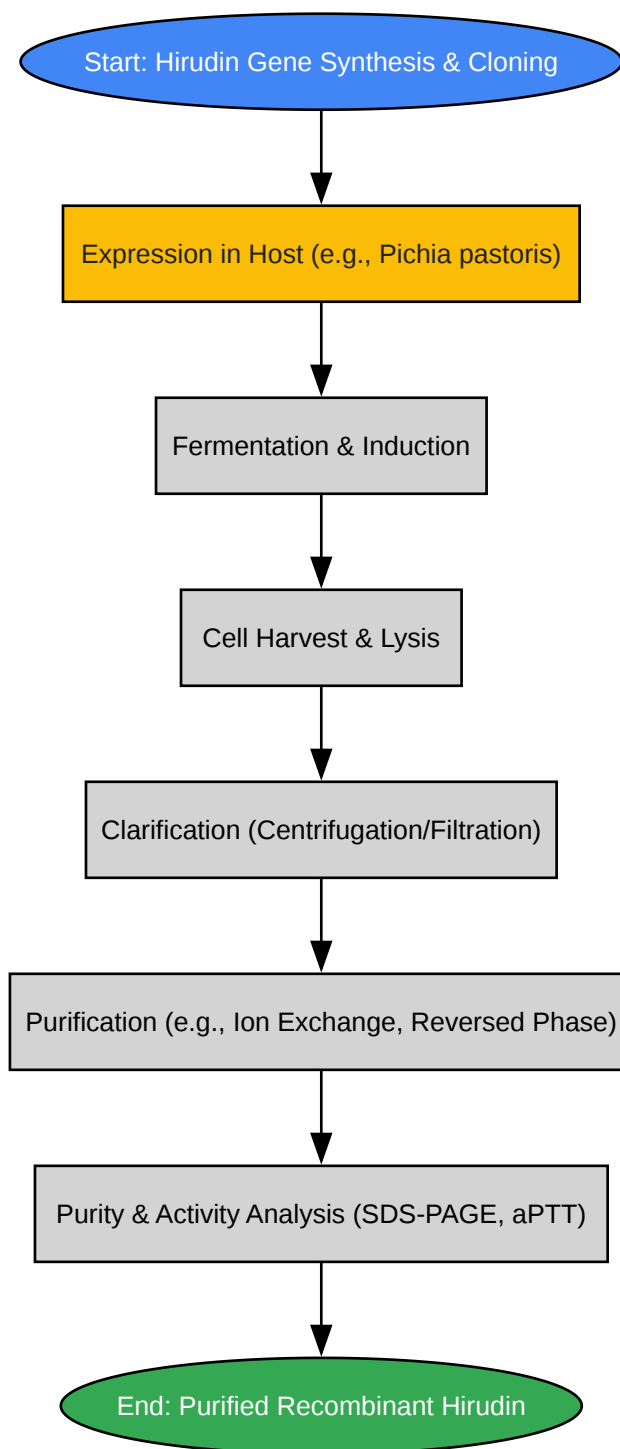 Start: Hirudin Gene Synthesis & Cloning
Expression in Host (e.g., Pichia pastoris)
Fermentation & Induction
Cell Harvest & Lysis
Clarification (Centrifugation/Filtration)
Purification (e.g., Ion Exchange, Reversed Phase)
Purity & Activity Analysis (SDS-PAGE, aPTT)
End: Purified Recombinant Hirudin